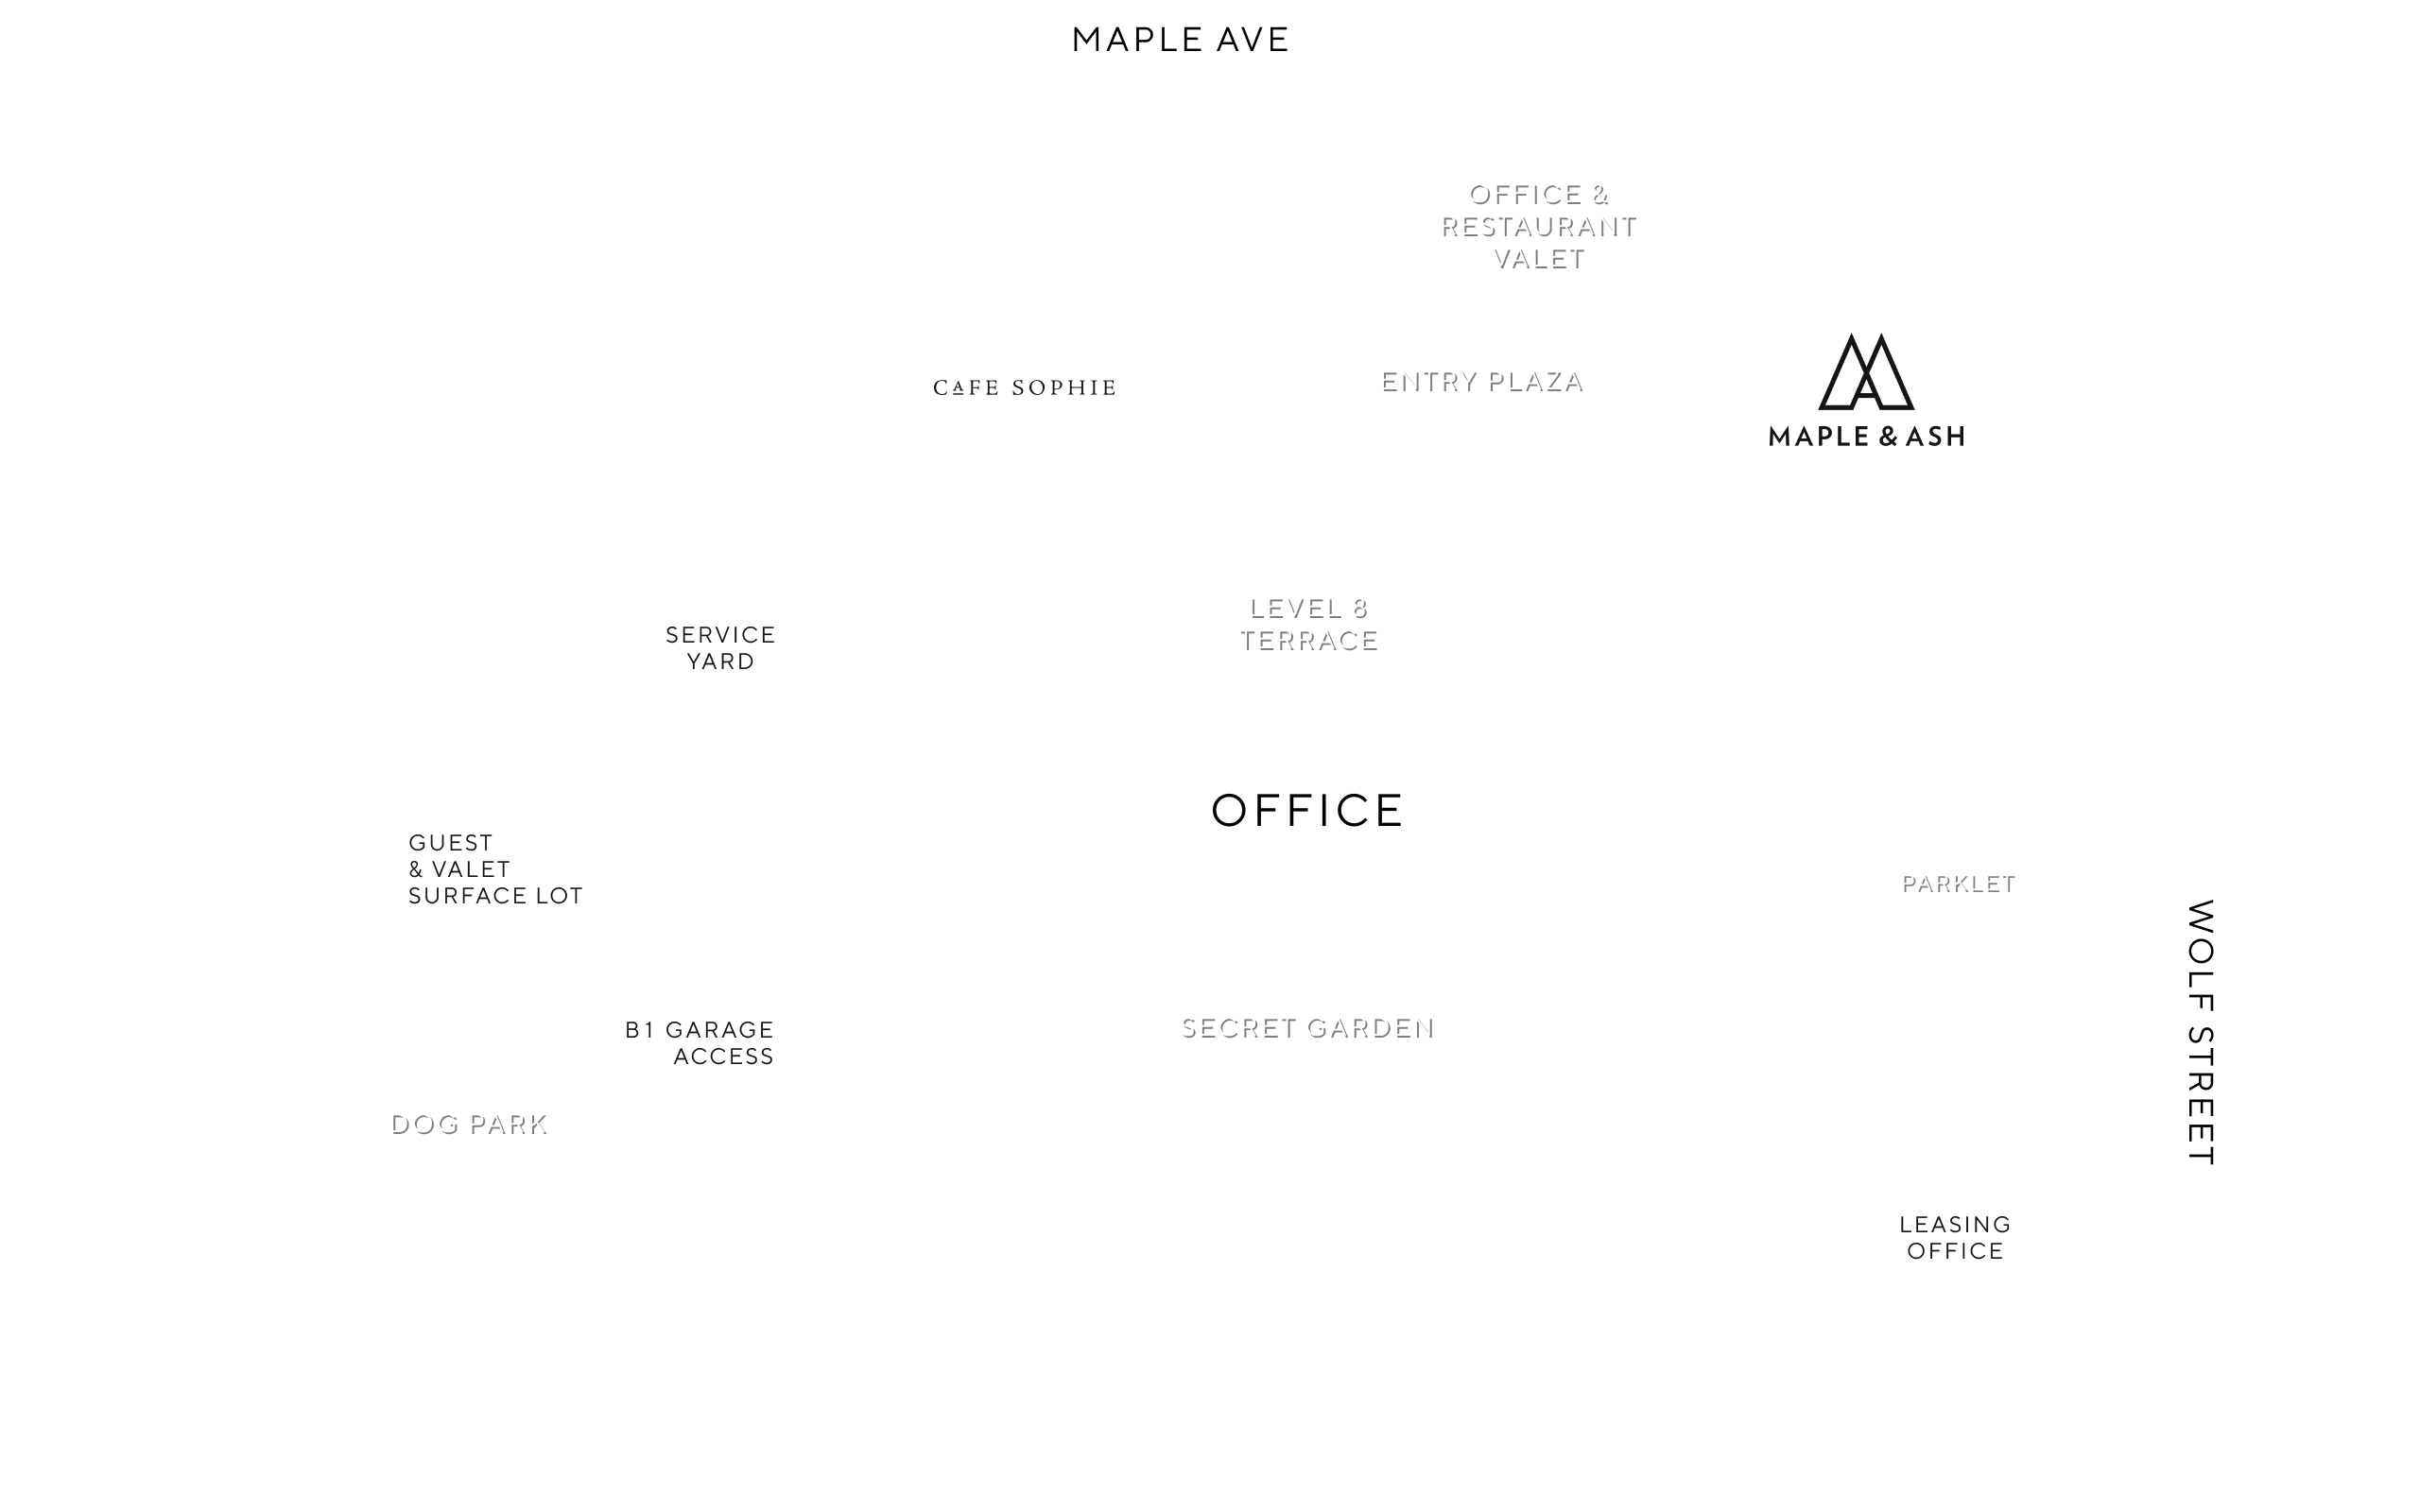 MAPLE AVE
OFFICE &
RESTAURANT
VALET
CAFE SOPHIE
ENTRY PLAZA
MAPLE & ASH
LEVEL 8
TERRACE
SERVICE
YARD
OFFICE
GUEST
& VALET
SURFACE LOT
PARKLET
WOLF STREET
B1 GARAGE
ACCESS
SECRET GARDEN
DOG PARK
LEASING
OFFICE